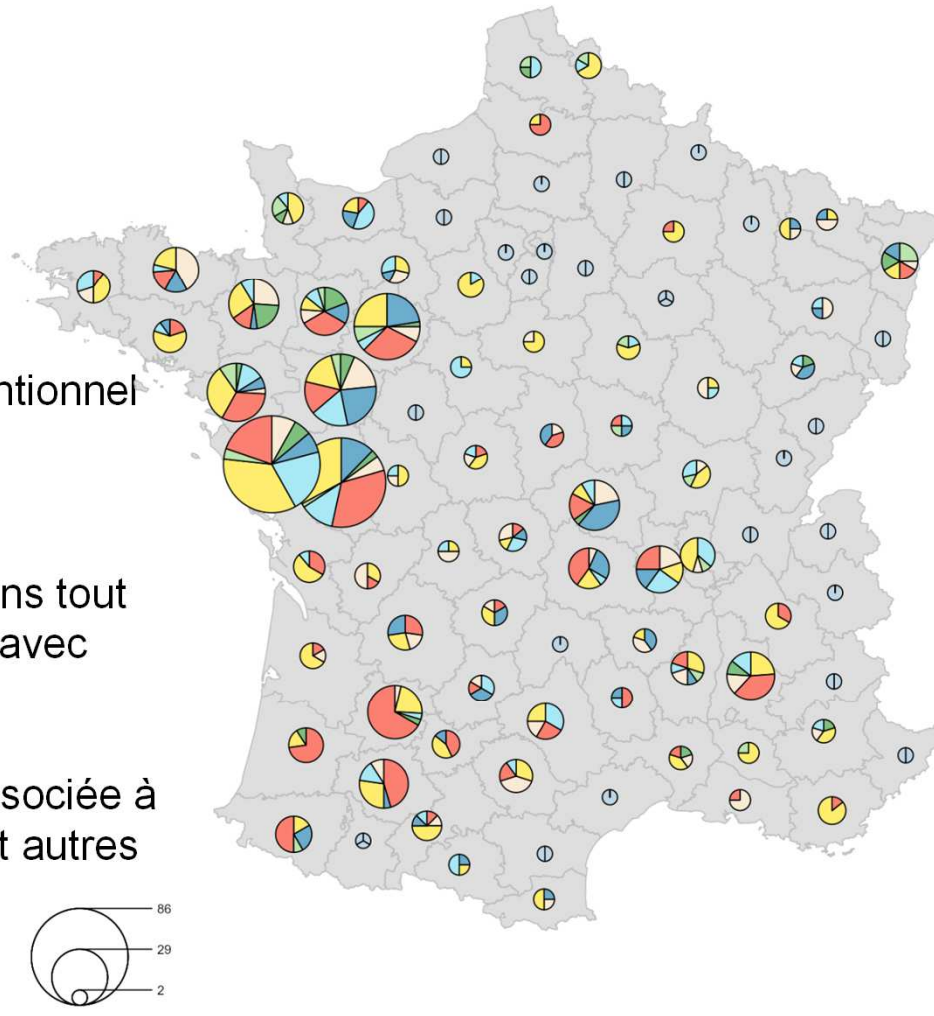 ntionnel
ns tout
avec
sociée à
t autres
86
29
2